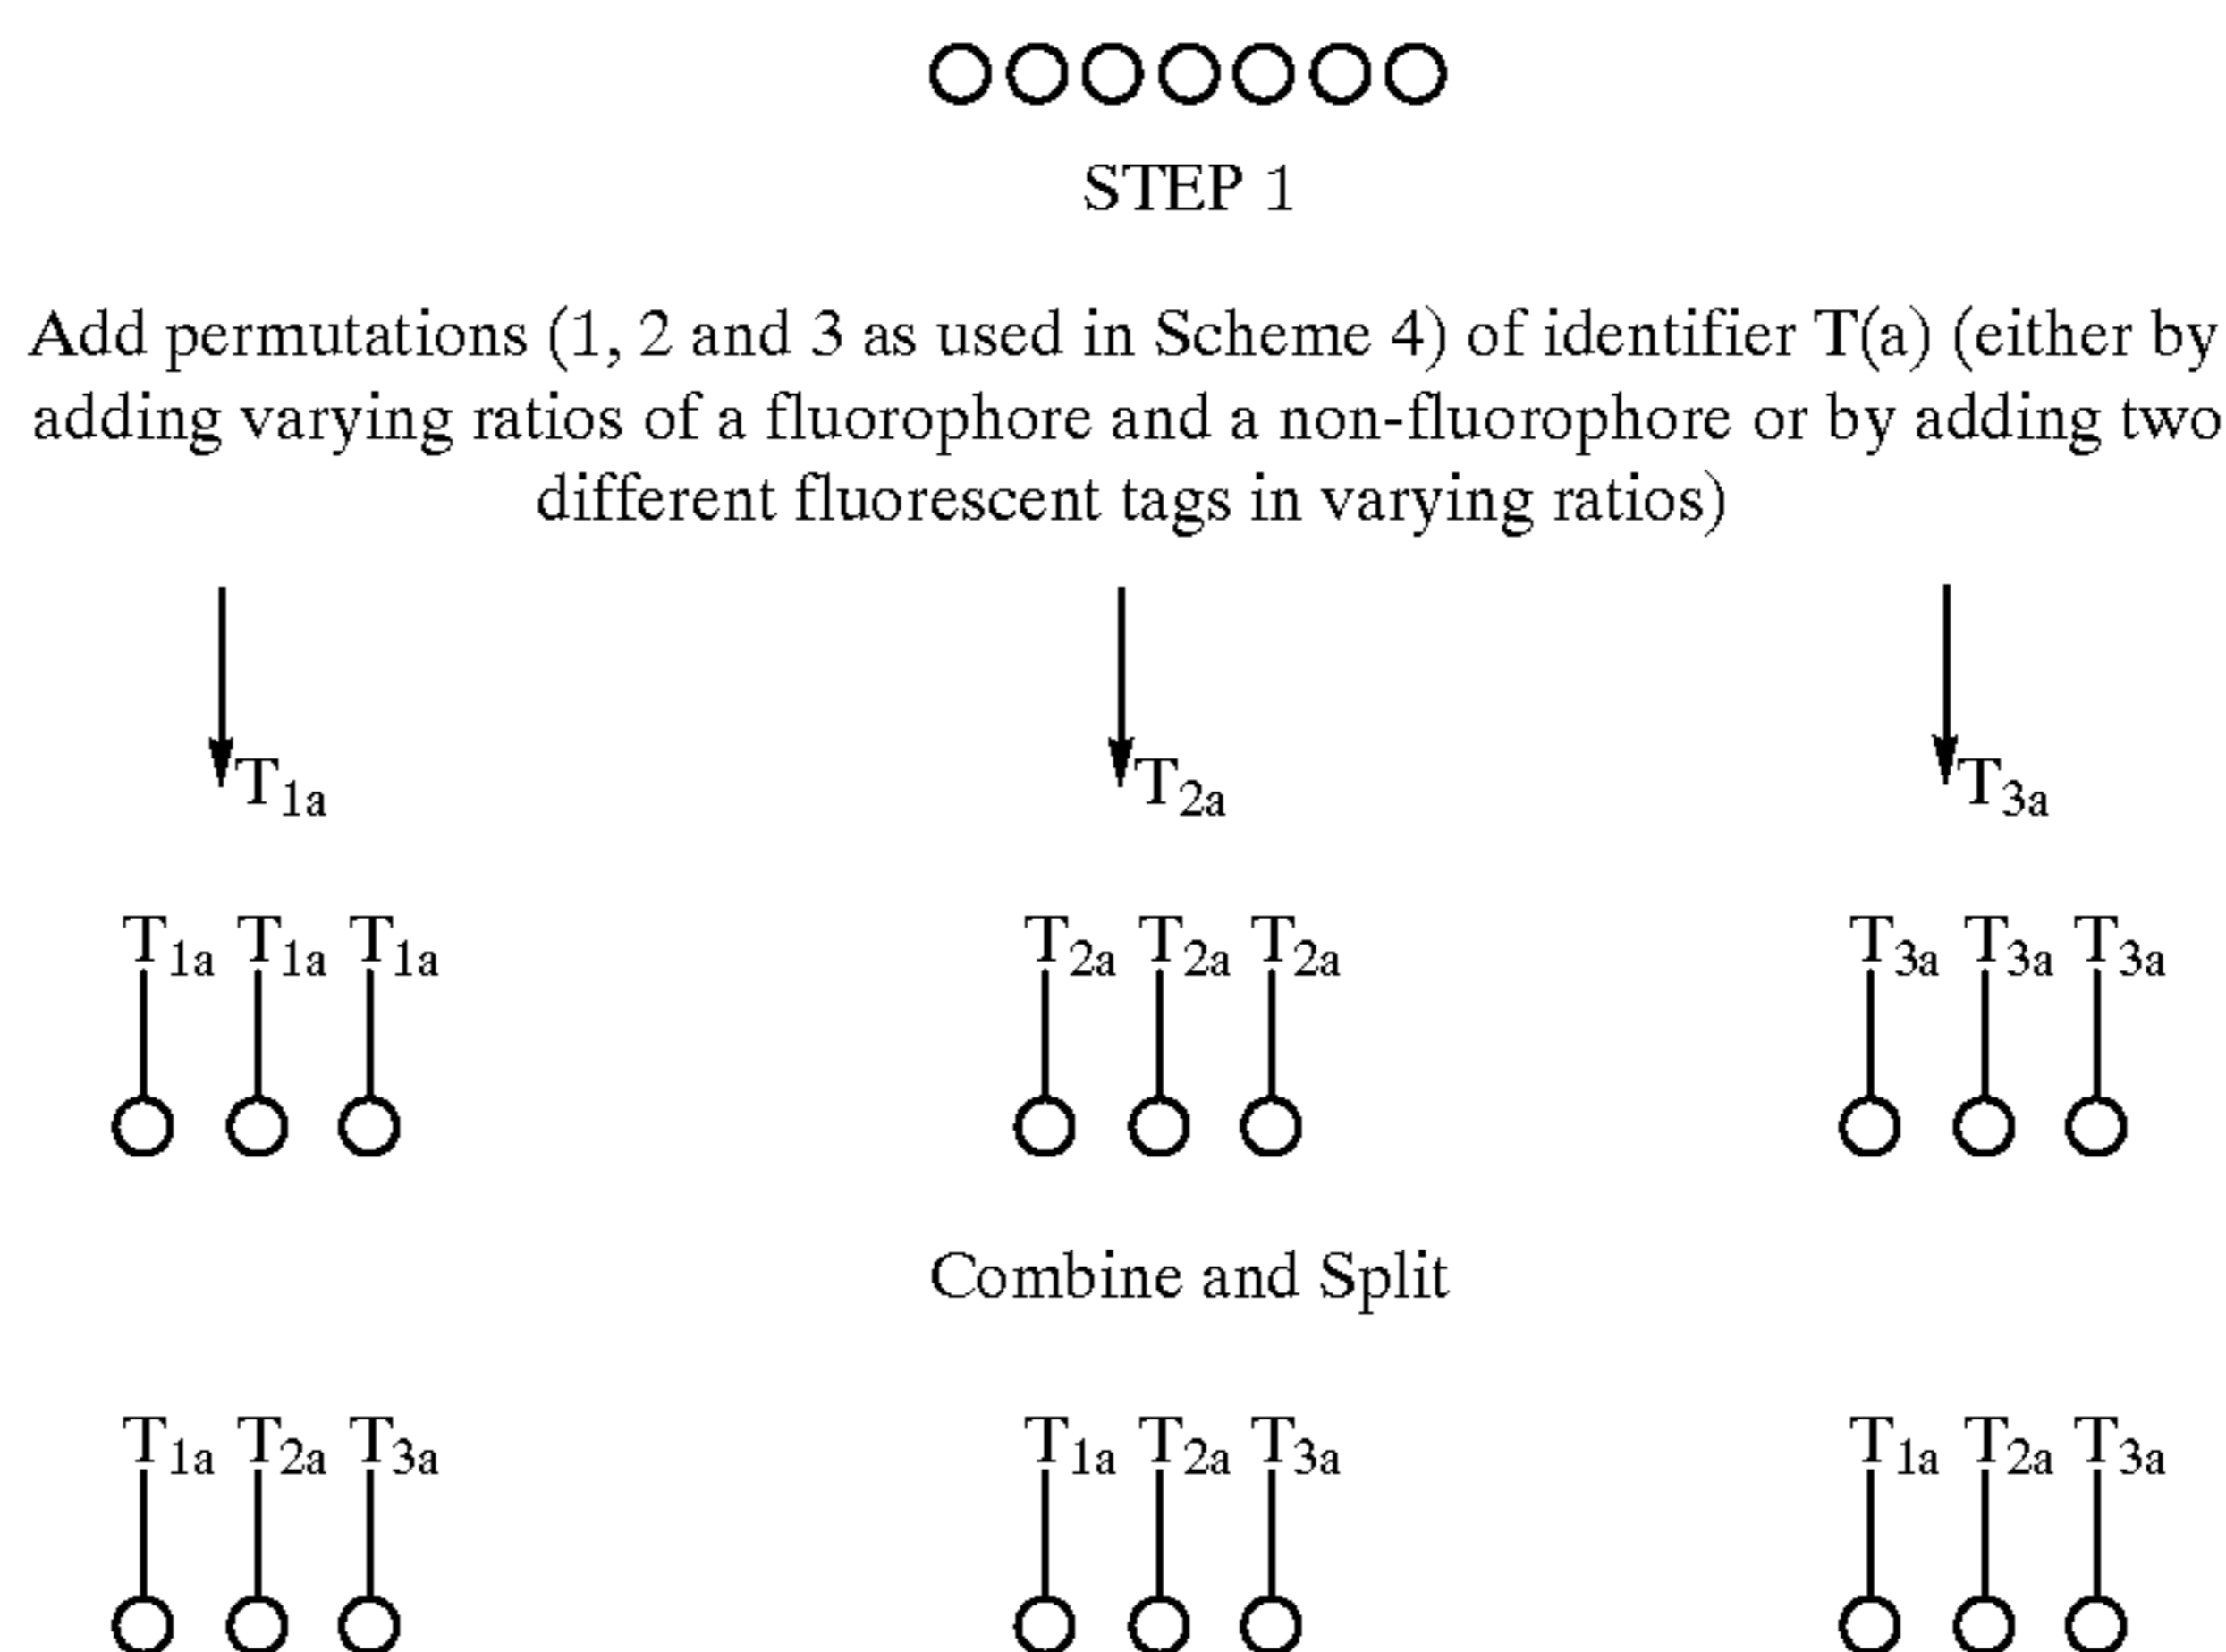 STEP 1
Add permutations (1, 2 and 3 as used in Scheme 4) of identifier T(a) (either by
adding varying ratios of a fluorophore and a non-fluorophore or by adding two
different fluorescent tags in varying ratios)
T1a T2a T3a
T1a T1a T1a T2a T2a T2a T3a T3a T3a
Combine and Split
T1a T2a T3a T1a T2a T3a T1a T2a T3a